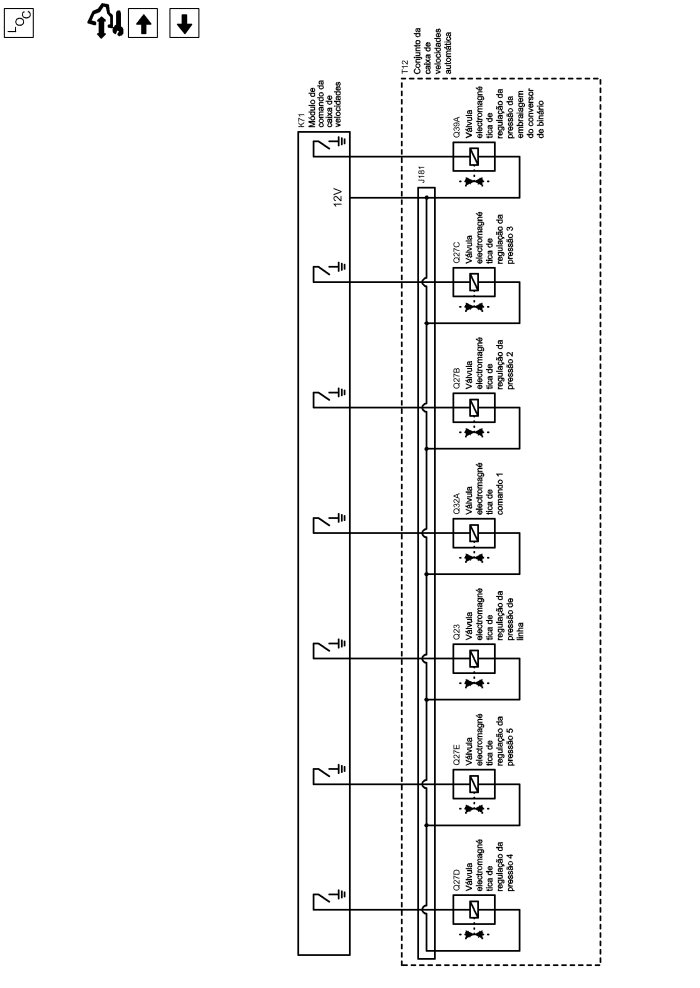 LOC
T12
Conjunto da
caixa de
velocidades
automática
K71
Módulo de
comando da
caixa de
velocidades
12V
J181
Q39A
Válvula
electromagné
tica de
regulação da
pressão da
embraiagem
do conversor
de binário
Q27C
Válvula
electromagné
tica de
regulação da
pressão 3
Q27B
Válvula
electromagné
tica de
regulação da
pressão 2
Q32A
Válvula
electromagné
tica de
comando 1
Q23
Válvula
electromagné
tica de
regulação da
pressão de
linha
Q27E
Válvula
electromagné
tica de
regulação da
pressão 5
Q27D
Válvula
electromagné
tica de
regulação da
pressão 4